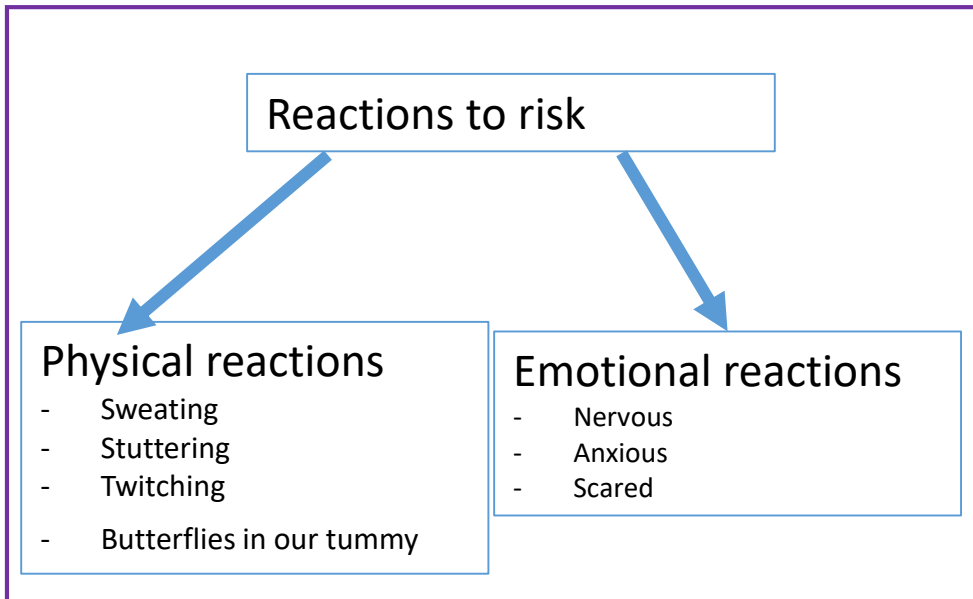 Reactions to risk
Physical reactions
- Sweating
- Stuttering
- Twitching
- Butterflies in our tummy
Emotional reactions
- Nervous
- Anxious
- Scared